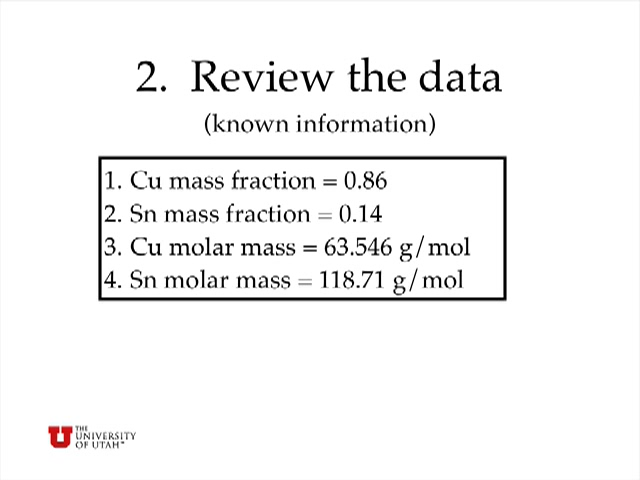 2. Review the data
(known information)
1. Cu mass fraction = 0.86
2. Sn mass fraction = 0.14
3. Cu molar mass = 63.546 g/mol
4. Sn molar mass = 118.71 g/mol
U
THE
UNIVERSITY
OF UTAH™